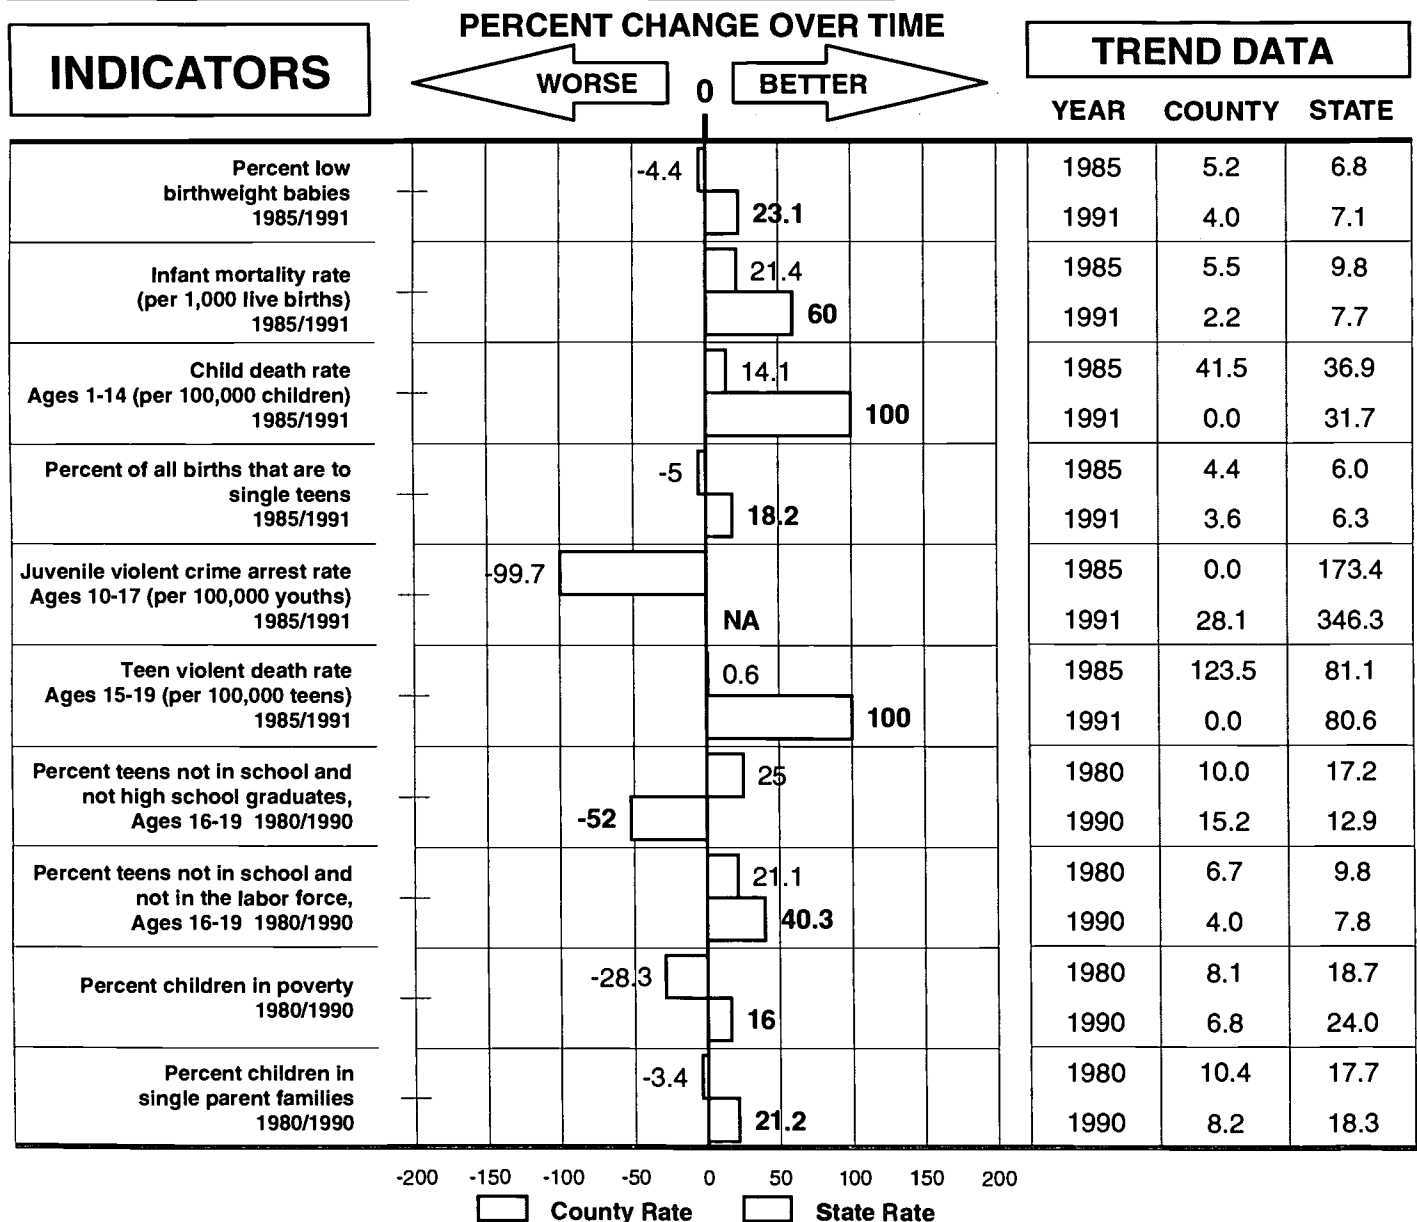 PERCENT CHANGE OVER TIME
INDICATORS
WORSE
0
BETTER
TREND DATA
YEAR COUNTY STATE
Percent low
birthweight babies
1985/1991
-4.4
23.1
1985 5.2 6.8
1991 4.0 7.1
Infant mortality rate
(per 1,000 live births)
1985/1991
21.4
60
1985 5.5 9.8
1991 2.2 7.7
Child death rate
Ages 1-14 (per 100,000 children)
1985/1991
14.1
100
1985 41.5 36.9
1991 0.0 31.7
Percent of all births that are to
single teens
1985/1991
-5
18.2
1985 4.4 6.0
1991 3.6 6.3
Juvenile violent crime arrest rate
Ages 10-17 (per 100,000 youths)
1985/1991
-99.7
NA
1985 0.0 173.4
1991 28.1 346.3
Teen violent death rate
Ages 15-19 (per 100,000 teens)
1985/1991
0.6
100
1985 123.5 81.1
1991 0.0 80.6
Percent teens not in school and
not high school graduates,
Ages 16-19 1980/1990
25
-52
1980 10.0 17.2
1990 15.2 12.9
Percent teens not in school and
not in the labor force,
Ages 16-19 1980/1990
21.1
40.3
1980 6.7 9.8
1990 4.0 7.8
Percent children in poverty
1980/1990
-28.3
16
1980 8.1 18.7
1990 6.8 24.0
Percent children in
single parent families
1980/1990
-3.4
21.2
1980 10.4 17.7
1990 8.2 18.3
-200 -150 -100 -50 0 50 100 150 200
County Rate State Rate